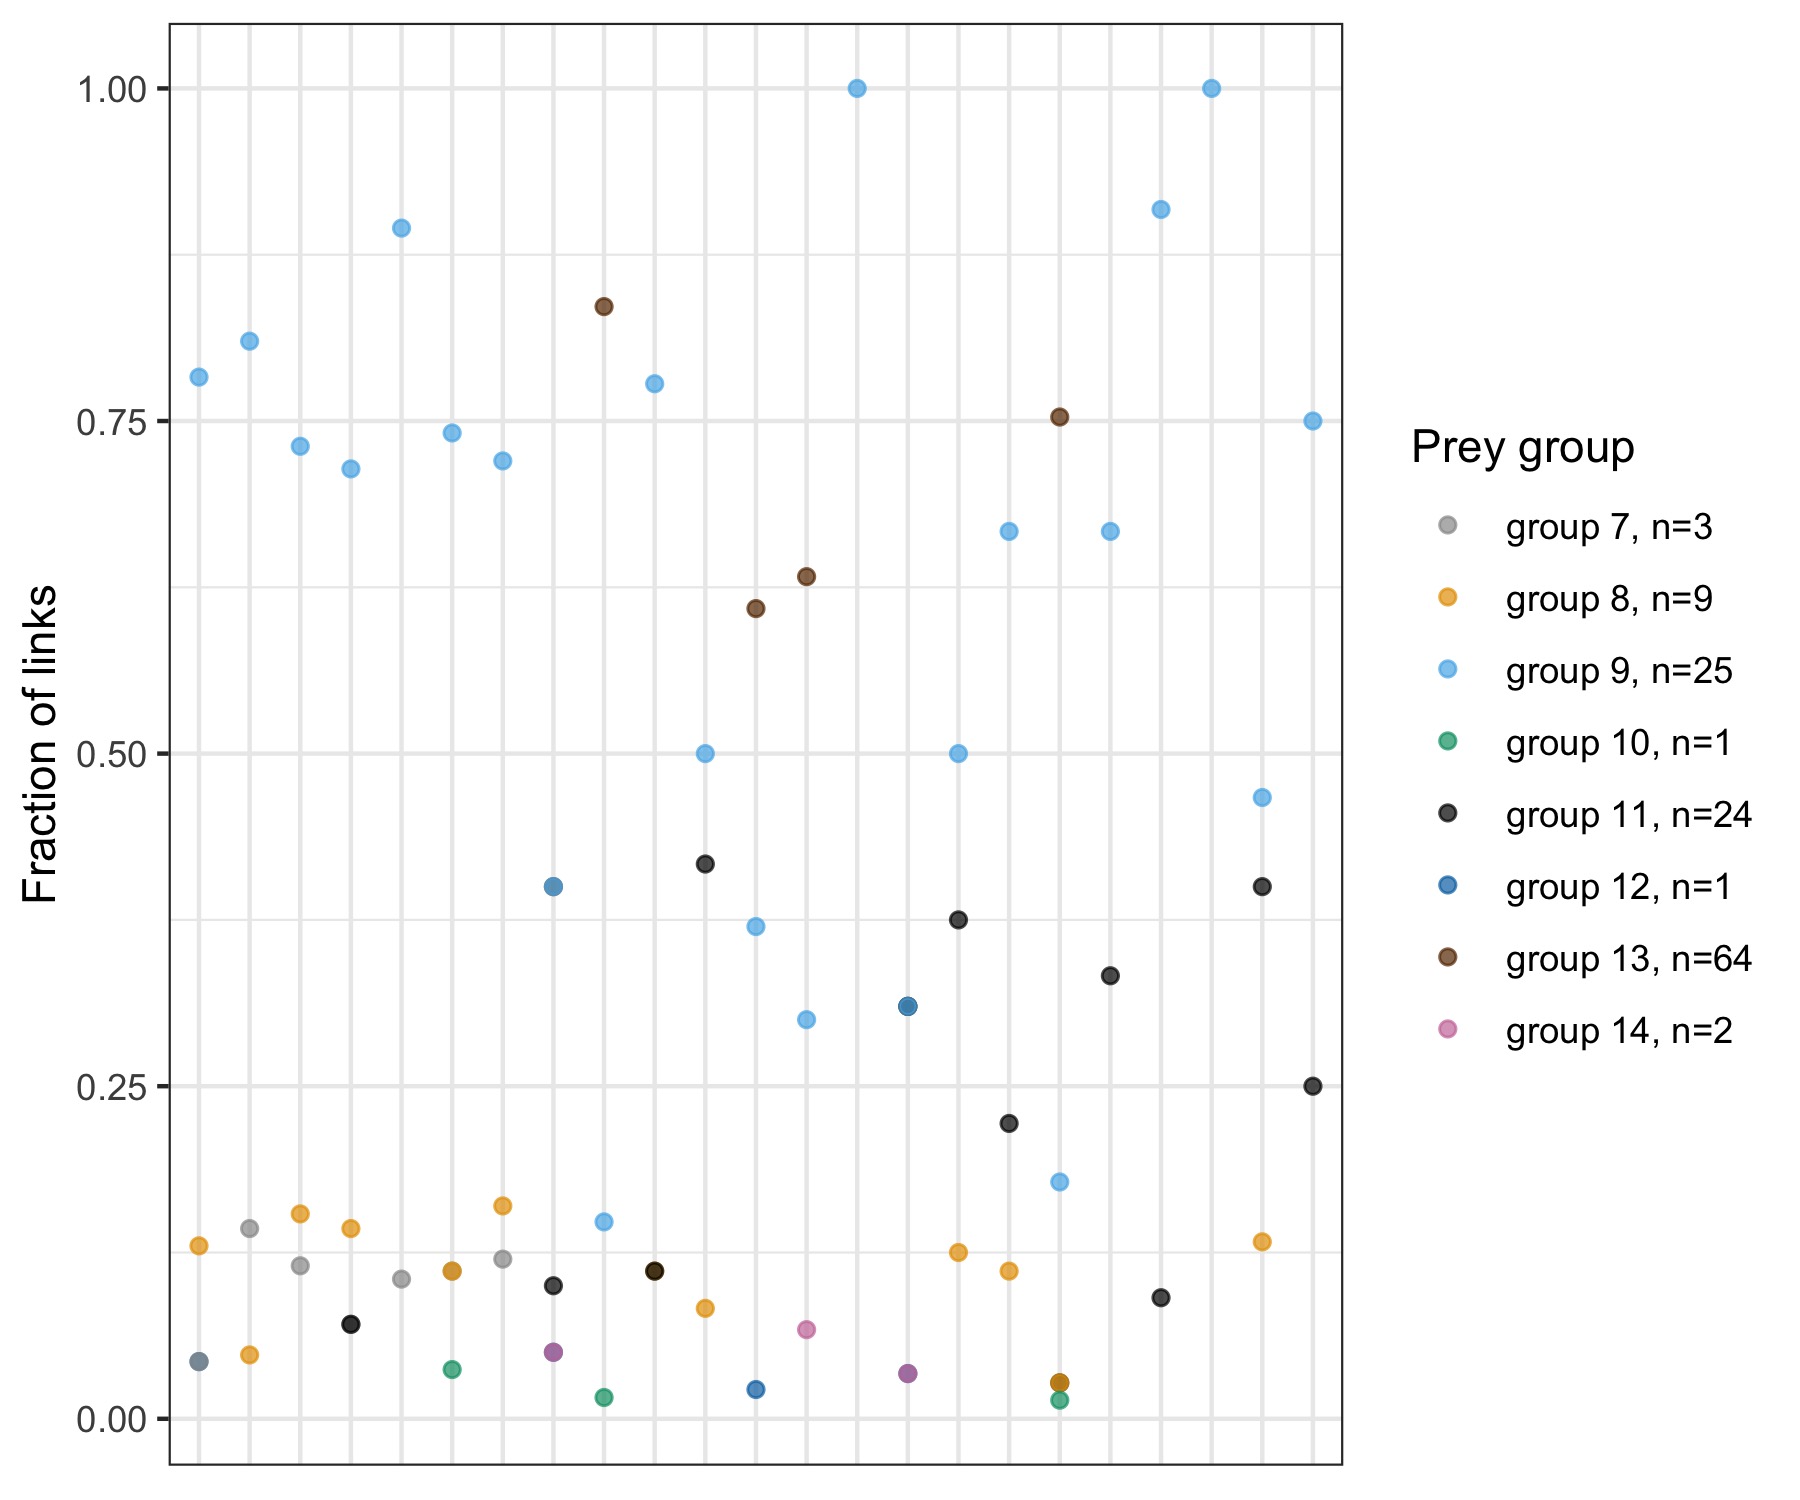 1.00
0.75
0.50
0.25
0.00
Fraction of links
Prey group
group 7, n=3
group 8, n=9
group 9, n=25
group 10, n=1
group 11, n=24
group 12, n=1
group 13, n=64
group 14, n=2